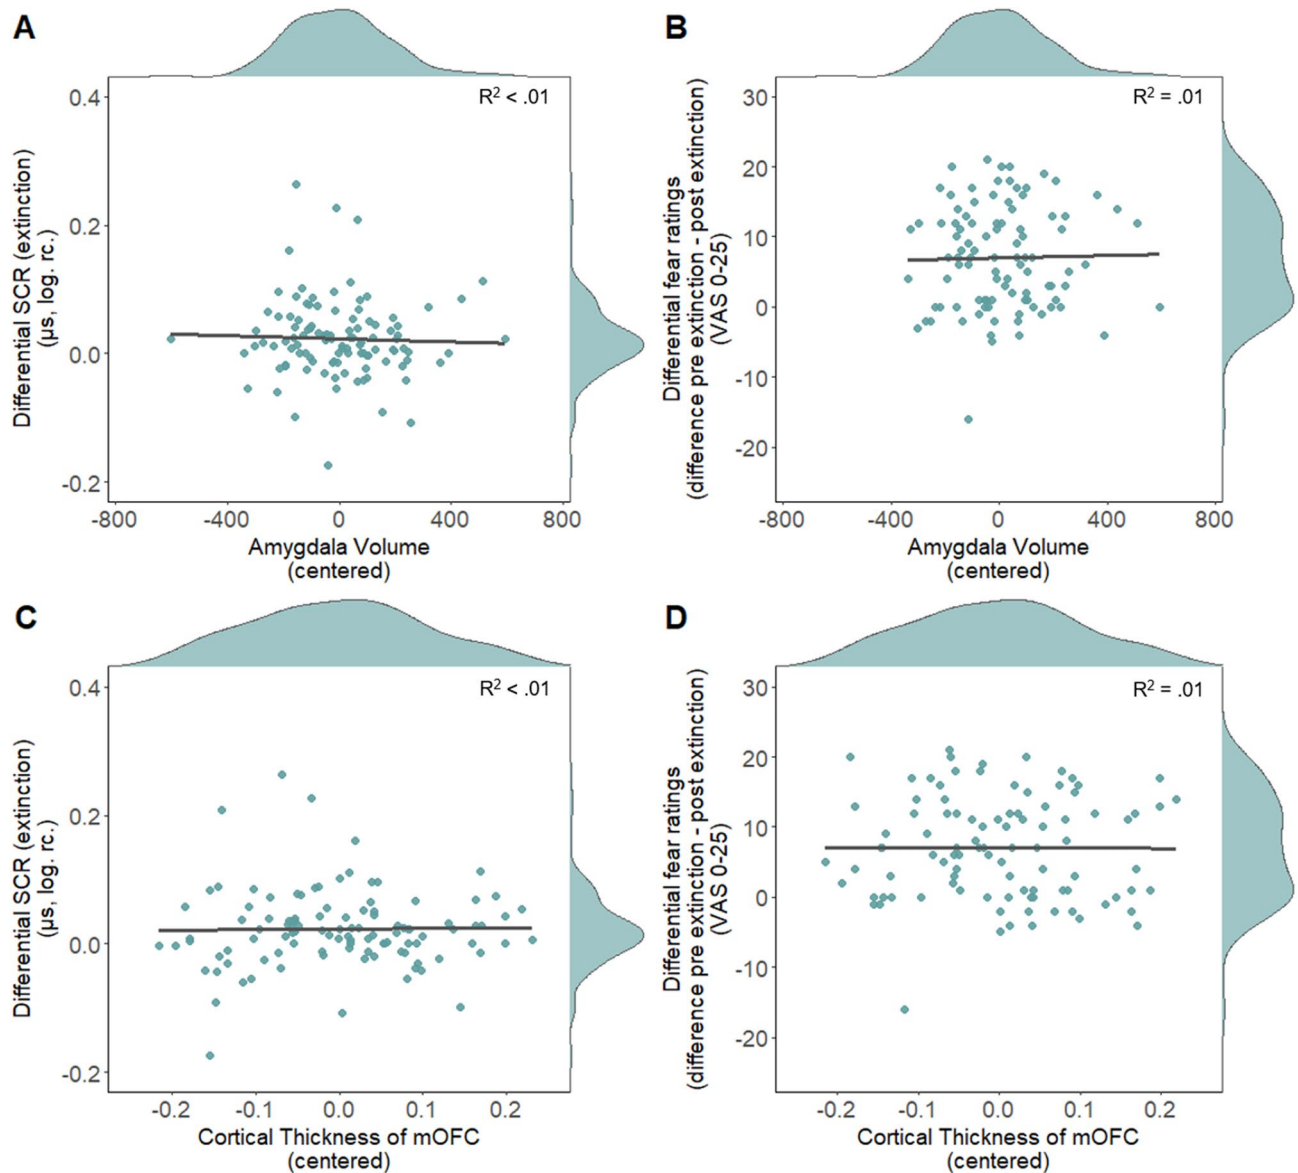 A
0.4
0.2
0.0
-0.2
Differential SCR (extinction)
(µs, log. rc.)
R² < .01
-800 -400 0 400 800
Amygdala Volume
(centered)
B
30
20
10
0
-10
-20
Differential fear ratings
(difference pre extinction - post extinction)
(VAS 0-25)
R² = .01
-800 -400 0 400 800
Amygdala Volume
(centered)
C
0.4
0.2
0.0
-0.2
Differential SCR (extinction)
(µs, log. rc.)
R² < .01
-0.2 -0.1 0.0 0.1 0.2
Cortical Thickness of mOFC
(centered)
D
30
20
10
0
-10
-20
Differential fear ratings
(difference pre extinction - post extinction)
(VAS 0-25)
R² = .01
-0.2 -0.1 0.0 0.1 0.2
Cortical Thickness of mOFC
(centered)